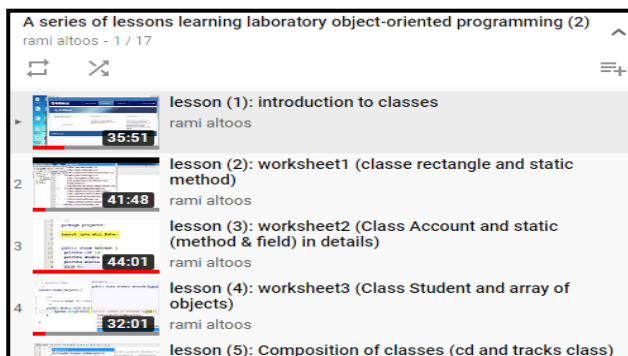 A series of lessons learning laboratory object-oriented programming (2)
rami altoos - 1 / 17
lesson (1): introduction to classes
rami altoos
35:51
2
lesson (2): worksheet1 (classe rectangle and static
method)
rami altoos
41:48
3
lesson (3): worksheet2 (Class Account and static
(method & field) in details)
rami altoos
44:01
4
lesson (4): worksheet3 (Class Student and array of
objects)
rami altoos
32:01
lesson (5): Composition of classes (cd and tracks class)